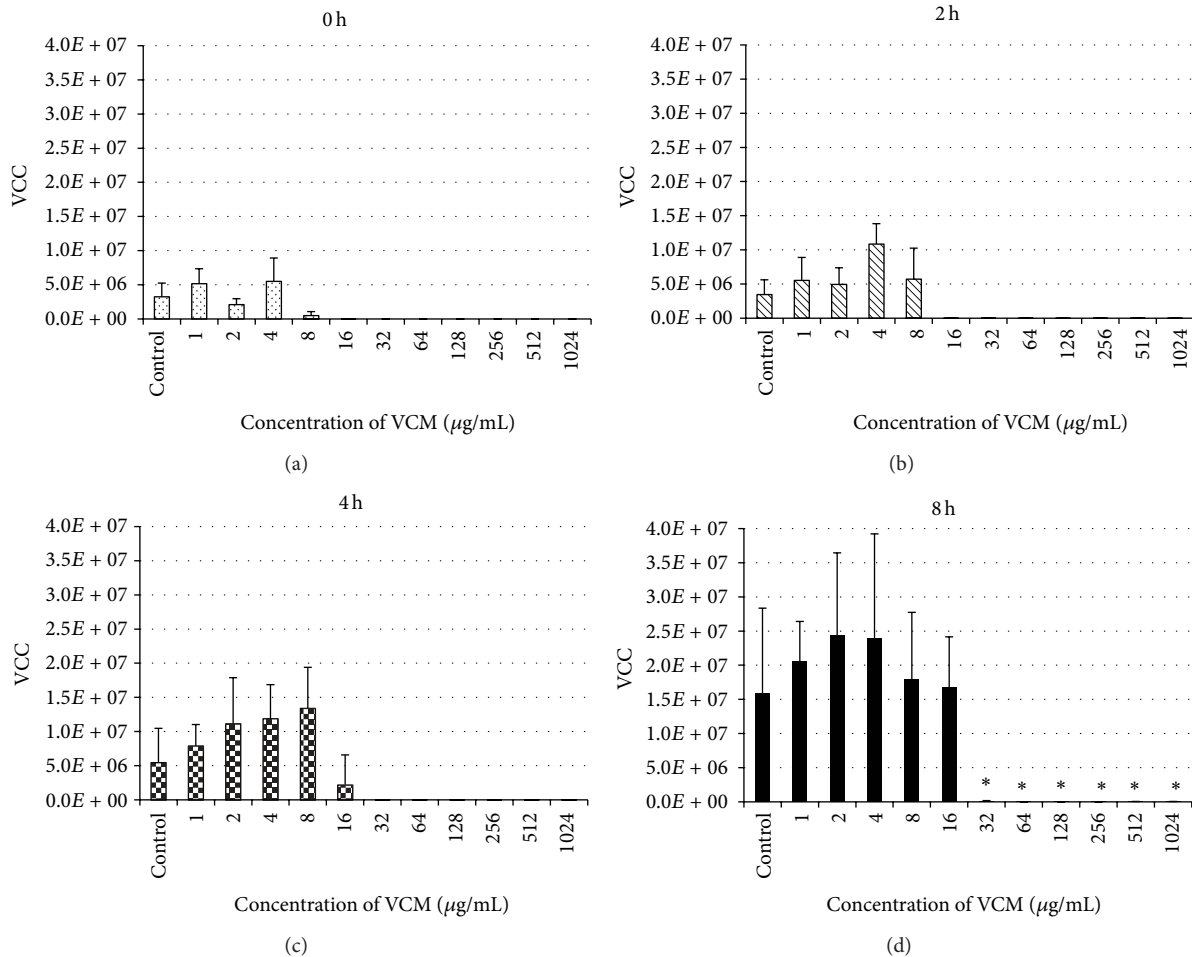 0 h
4.0E + 07
3.5E + 07
3.0E + 07
2.5E + 07
2.0E + 07
1.5E + 07
1.0E + 07
5.0E + 06
0.0E + 00
VCC
Control 1 2 4 8 16 32 64 128 256 512 1024
Concentration of VCM (μg/mL)
(a)
2 h
4.0E + 07
3.5E + 07
3.0E + 07
2.5E + 07
2.0E + 07
1.5E + 07
1.0E + 07
5.0E + 06
0.0E + 00
VCC
Control 1 2 4 8 16 32 64 128 256 512 1024
Concentration of VCM (μg/mL)
(b)
4 h
4.0E + 07
3.5E + 07
3.0E + 07
2.5E + 07
2.0E + 07
1.5E + 07
1.0E + 07
5.0E + 06
0.0E + 00
VCC
Control 1 2 4 8 16 32 64 128 256 512 1024
Concentration of VCM (μg/mL)
(c)
8 h
4.0E + 07
3.5E + 07
3.0E + 07
2.5E + 07
2.0E + 07
1.5E + 07
1.0E + 07
5.0E + 06
0.0E + 00
VCC
* * * * * *
Control 1 2 4 8 16 32 64 128 256 512 1024
Concentration of VCM (μg/mL)
(d)